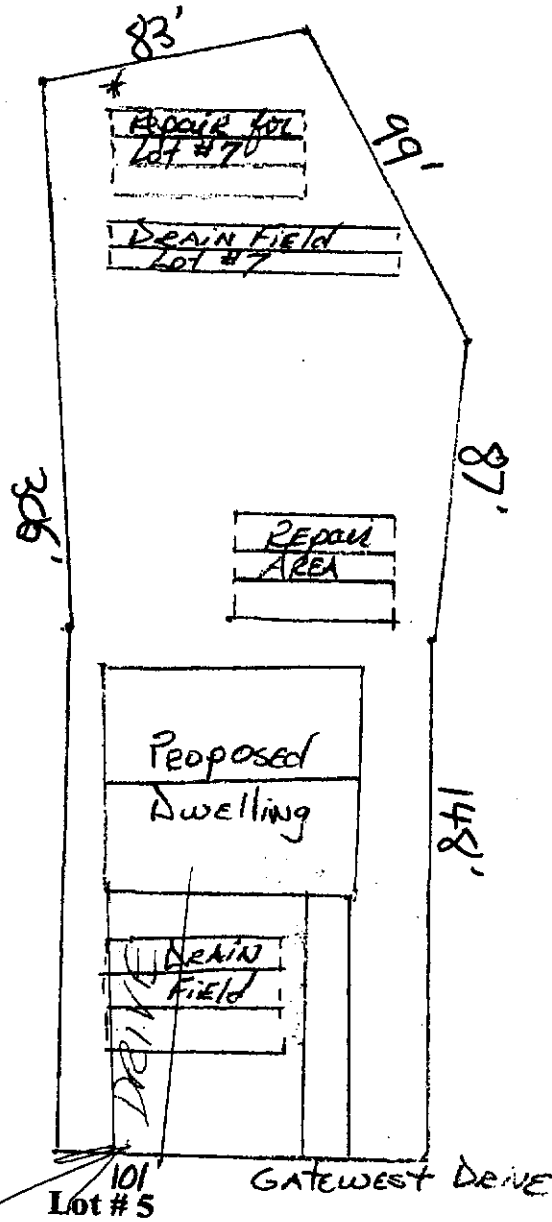 83'
*
Repair for
Lot #7
99'
DRAIN FIELD
Lot #7
306'
87'
REPAIR
AREA
Proposed
Dwelling
148'
DRAIN
FIELD
DRIVE
101'
GATEWEST DRIVE
Lot # 5